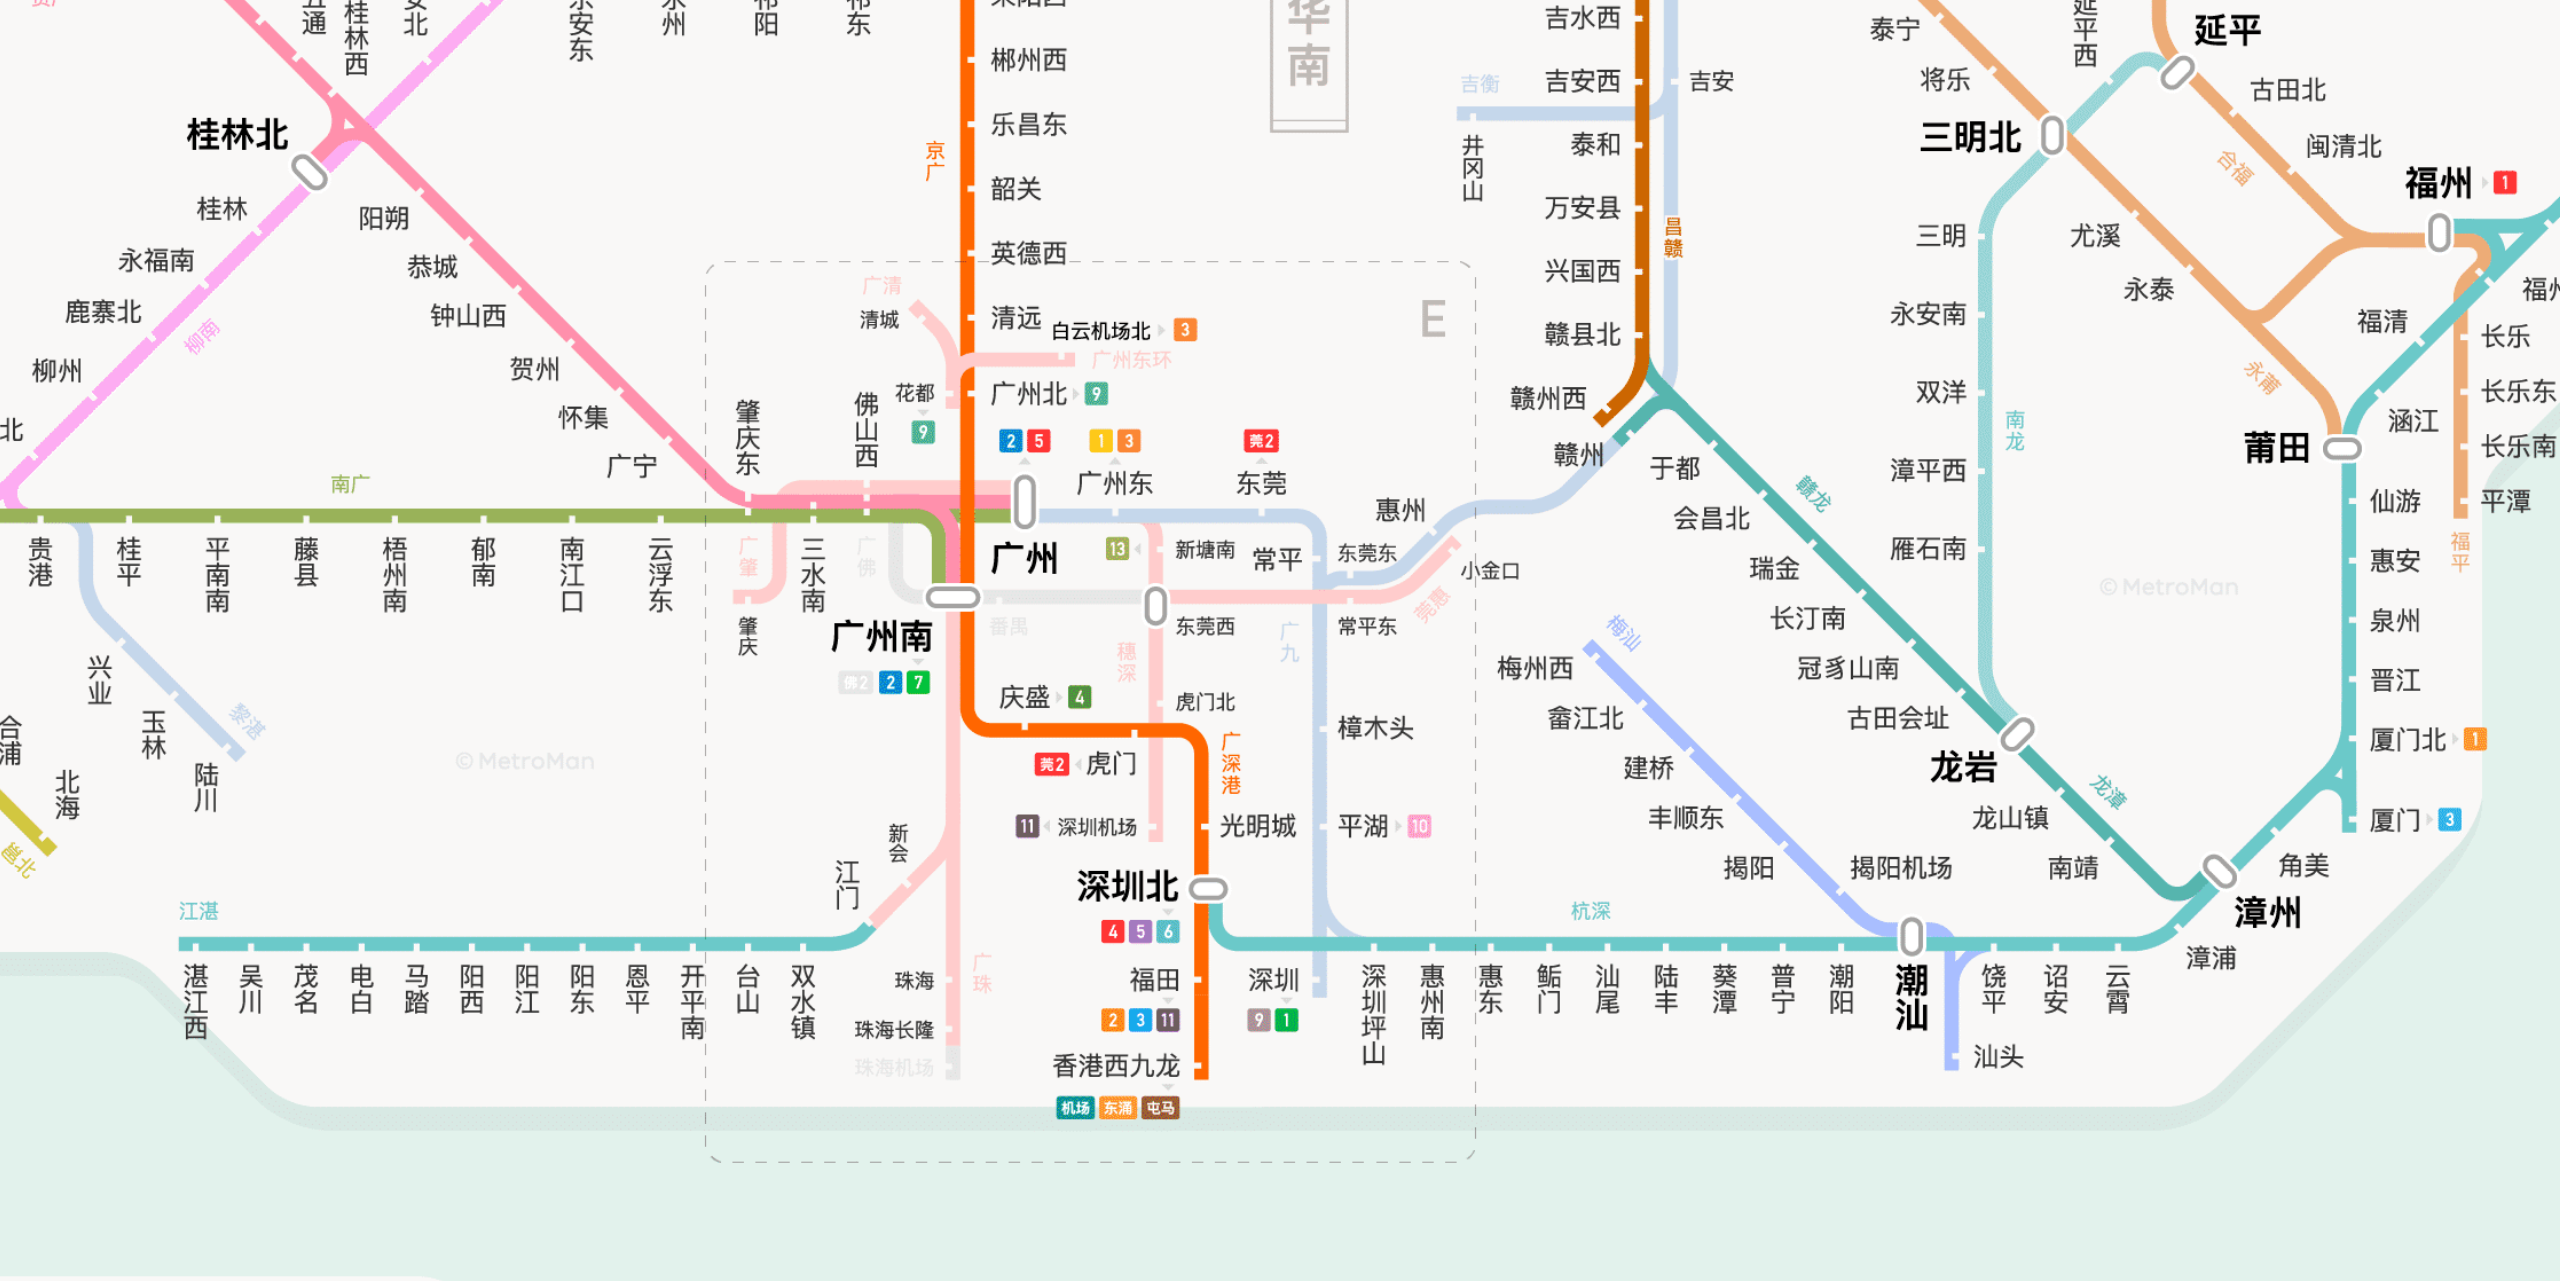 桂林西
永安东
祁阳
祁东
郴州西
乐昌东
京广
韶关
英德西
清远
华南
吉水西
吉安西
吉安
吉衡
井冈山
泰和
万安县
昌赣
兴国西
赣县北
赣州西
赣州
泰宁
将乐
延平西
延平
古田北
闽清北
合福
三明北
福州
1
三明
尤溪
永泰
永安南
福清
长乐
双洋
南龙
永莆
长乐东
涵江
莆田
长乐南
漳平西
仙游
平潭
福平
雁石南
惠安
泉州
晋江
厦门北
1
厦门
3
角美
桂林北
桂林
阳朔
永福南
恭城
鹿寨北
钟山西
柳南
柳州
贺州
怀集
广宁
南广
贵港
桂平
平南南
藤县
梧州南
郁南
南江口
云浮东
兴业
玉林
黎湛
陆川
合浦
北海
邕北
E
广清
清城
白云机场北
3
广州东环
花都
9
广州北
9
肇庆东
佛山西
2
5
1
3
莞2
广州东
东莞
惠州
广肇
肇庆
三水南
广佛
广州
13
新塘南
常平
东莞东
小金口
莞惠
广州南
佛2
2
7
番禺
穗深
东莞西
广九
常平东
庆盛
4
虎门北
莞2
虎门
广深港
樟木头
11
深圳机场
光明城
平湖
10
新会
江门
深圳北
4
5
6
珠海
广珠
珠海长隆
珠海机场
福田
2
3
11
深圳
9
1
香港西九龙
机场
东涌
屯马
于都
赣龙
会昌北
瑞金
长汀南
冠豸山南
古田会址
龙岩
龙漳
龙山镇
南靖
漳州
漳浦
梅汕
梅州西
畲江北
建桥
丰顺东
揭阳
揭阳机场
江湛
湛江西
吴川
茂名
电白
马踏
阳西
阳江
阳东
恩平
开平南
台山
双水镇
杭深
深圳坪山
惠州南
惠东
鲘门
汕尾
陆丰
葵潭
普宁
潮阳
潮汕
饶平
诏安
云霄
汕头
© MetroMan
© MetroMan